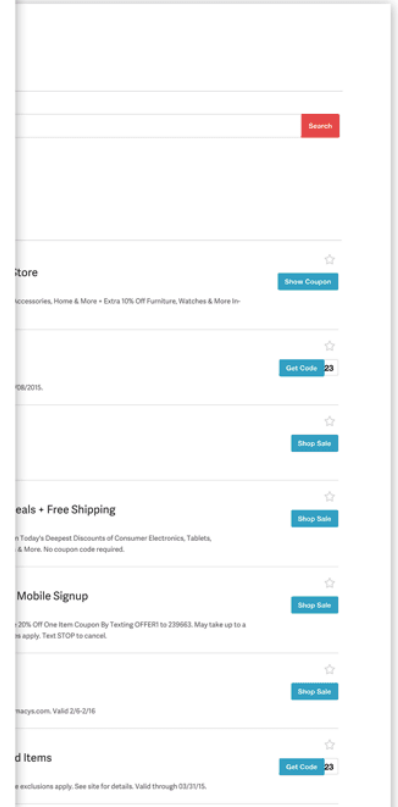 Search
Store
Show Coupon
Accessories, Home & More + Extra 10% Off Furniture, Watches & More In-
Get Code 23
/08/2015.
Shop Sale
eals + Free Shipping
Shop Sale
n Today's Deepest Discounts of Consumer Electronics, Tablets,
& More. No coupon code required.
Mobile Signup
Shop Sale
20% Off One Item Coupon By Texting OFFER1 to 239663. May take up to a
ns apply. Text STOP to cancel.
Shop Sale
macys.com. Valid 2/6-2/16
d Items
Get Code 23
e exclusions apply. See site for details. Valid through 03/31/15.